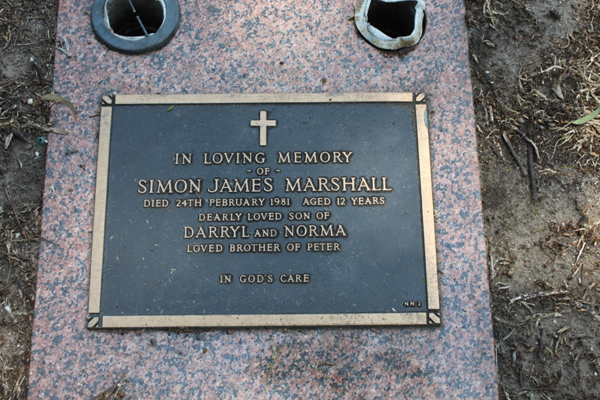 IN LOVING MEMORY
- OF -
SIMON JAMES MARSHALL
DIED 24TH FEBRUARY 1981 AGED 12 YEARS
DEARLY LOVED SON OF
DARRYL AND NORMA
LOVED BROTHER OF PETER
IN GOD'S CARE